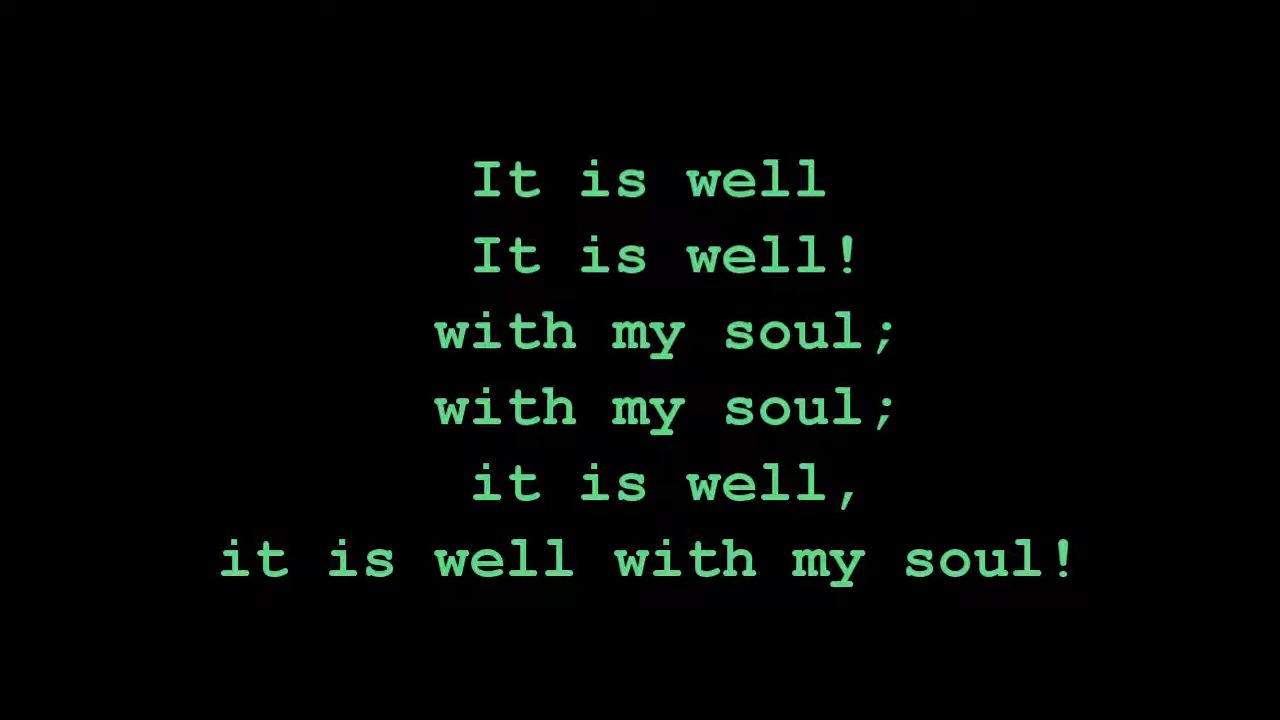 It is well
It is well!
with my soul;
with my soul;
it is well,
it is well with my soul!